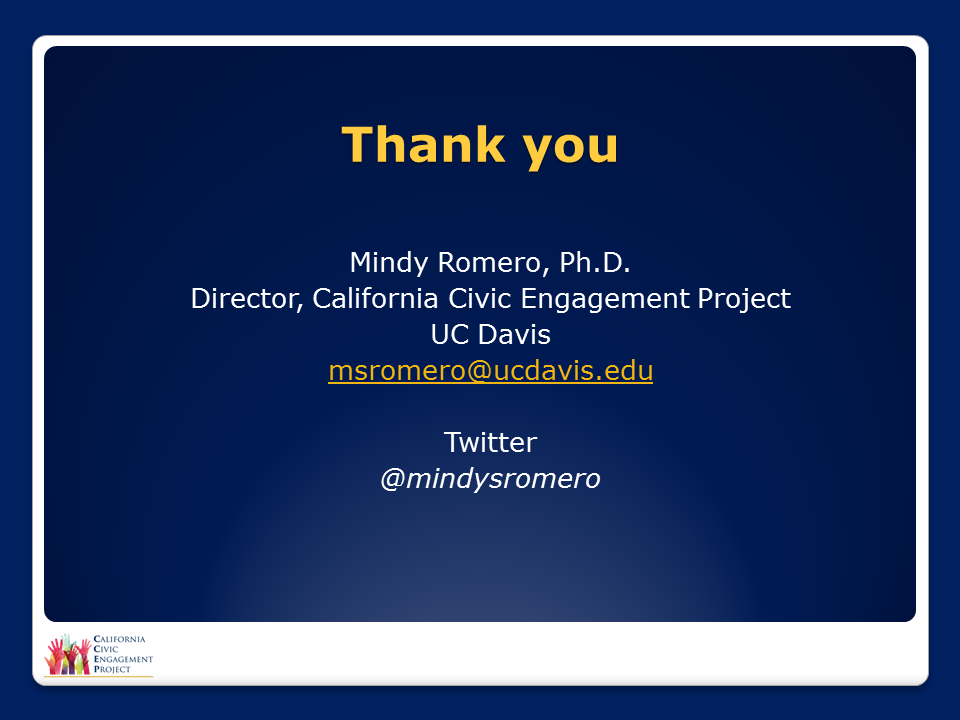 Thank you
Mindy Romero, Ph.D.
Director, California Civic Engagement Project
UC Davis
msromero@ucdavis.edu
Twitter
@mindysromero
CALIFORNIA
CIVIC
ENGAGEMENT
PROJECT